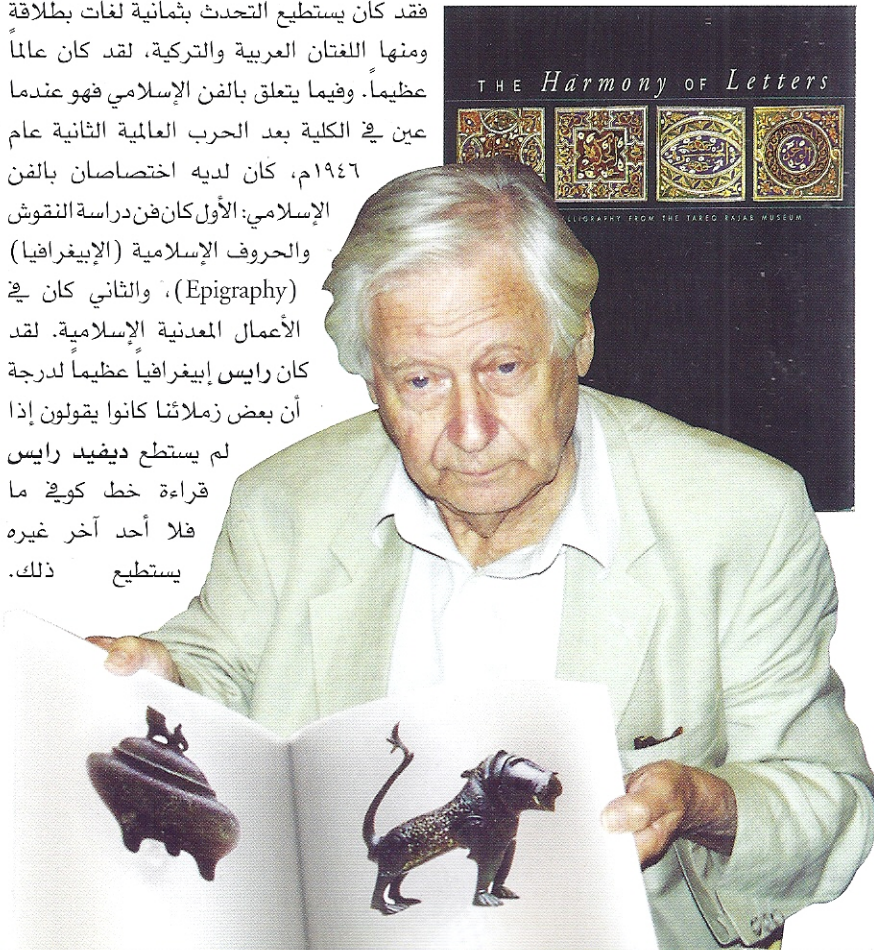 فقد كان يستطيع التحدث بثمانية لغات بطلاقة
ومنها اللغتان العربية والتركية، لقد كان عالماً
عظيماً. وفيما يتعلق بالفن الإسلامي فهو عندما
عين في الكلية بعد الحرب العالمية الثانية عام
١٩٤٦م، كان لديه اختصاصان بالفن
الإسلامي: الأول كان فن دراسة النقوش
والحروف الإسلامية (الإبيغرافيا)
(Epigraphy)، والثاني كان في
الأعمال المعدنية الإسلامية. لقد
كان رايس إبيغرافياً عظيماً لدرجة
أن بعض زملائنا كانوا يقولون إذا
لم يستطع ديفيد رايس
قراءة خط كوفي ما
فلا أحد آخر غيره
يستطيع ذلك.
THE Harmony OF Letters
FROM THE TAREQ RAJAB MUSEUM